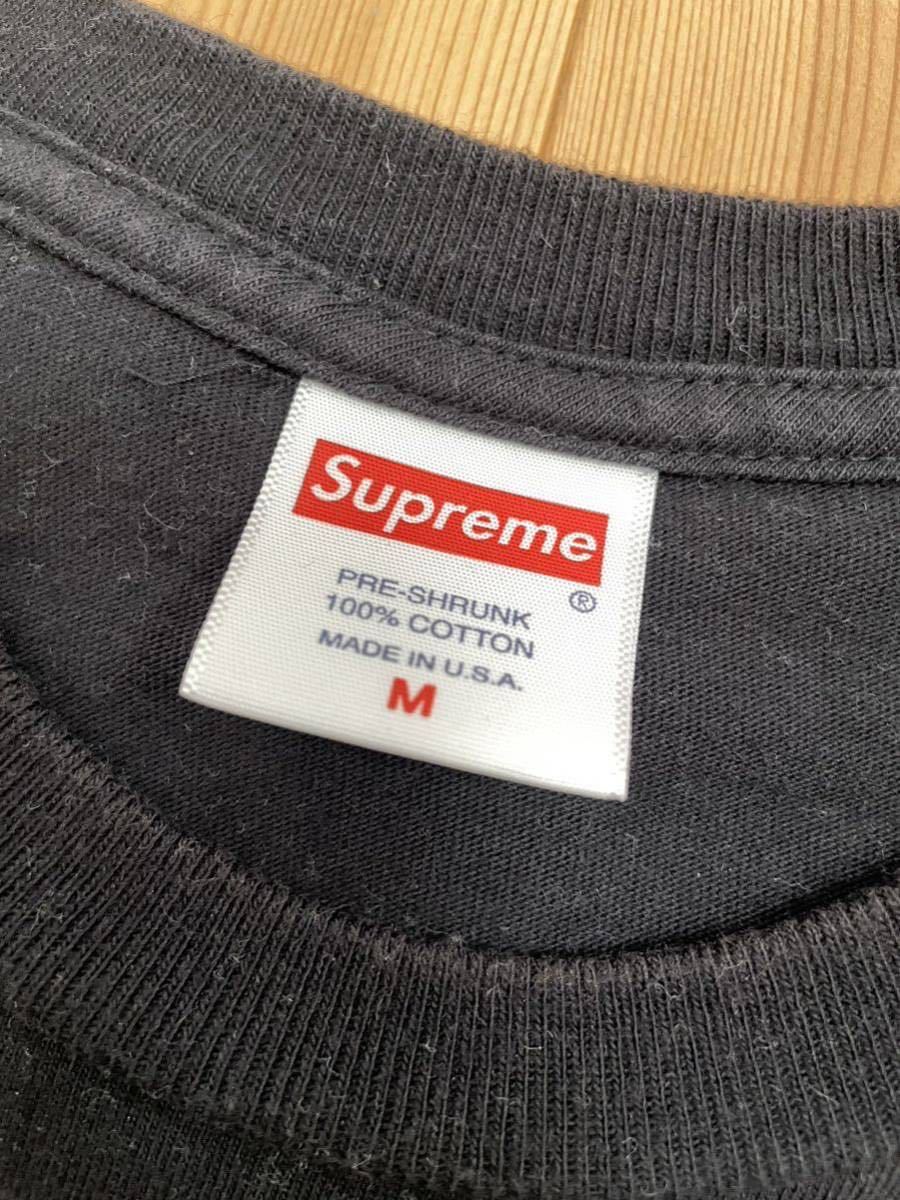 Supreme
®
PRE-SHRUNK
100% COTTON
MADE IN U.S.A.
M